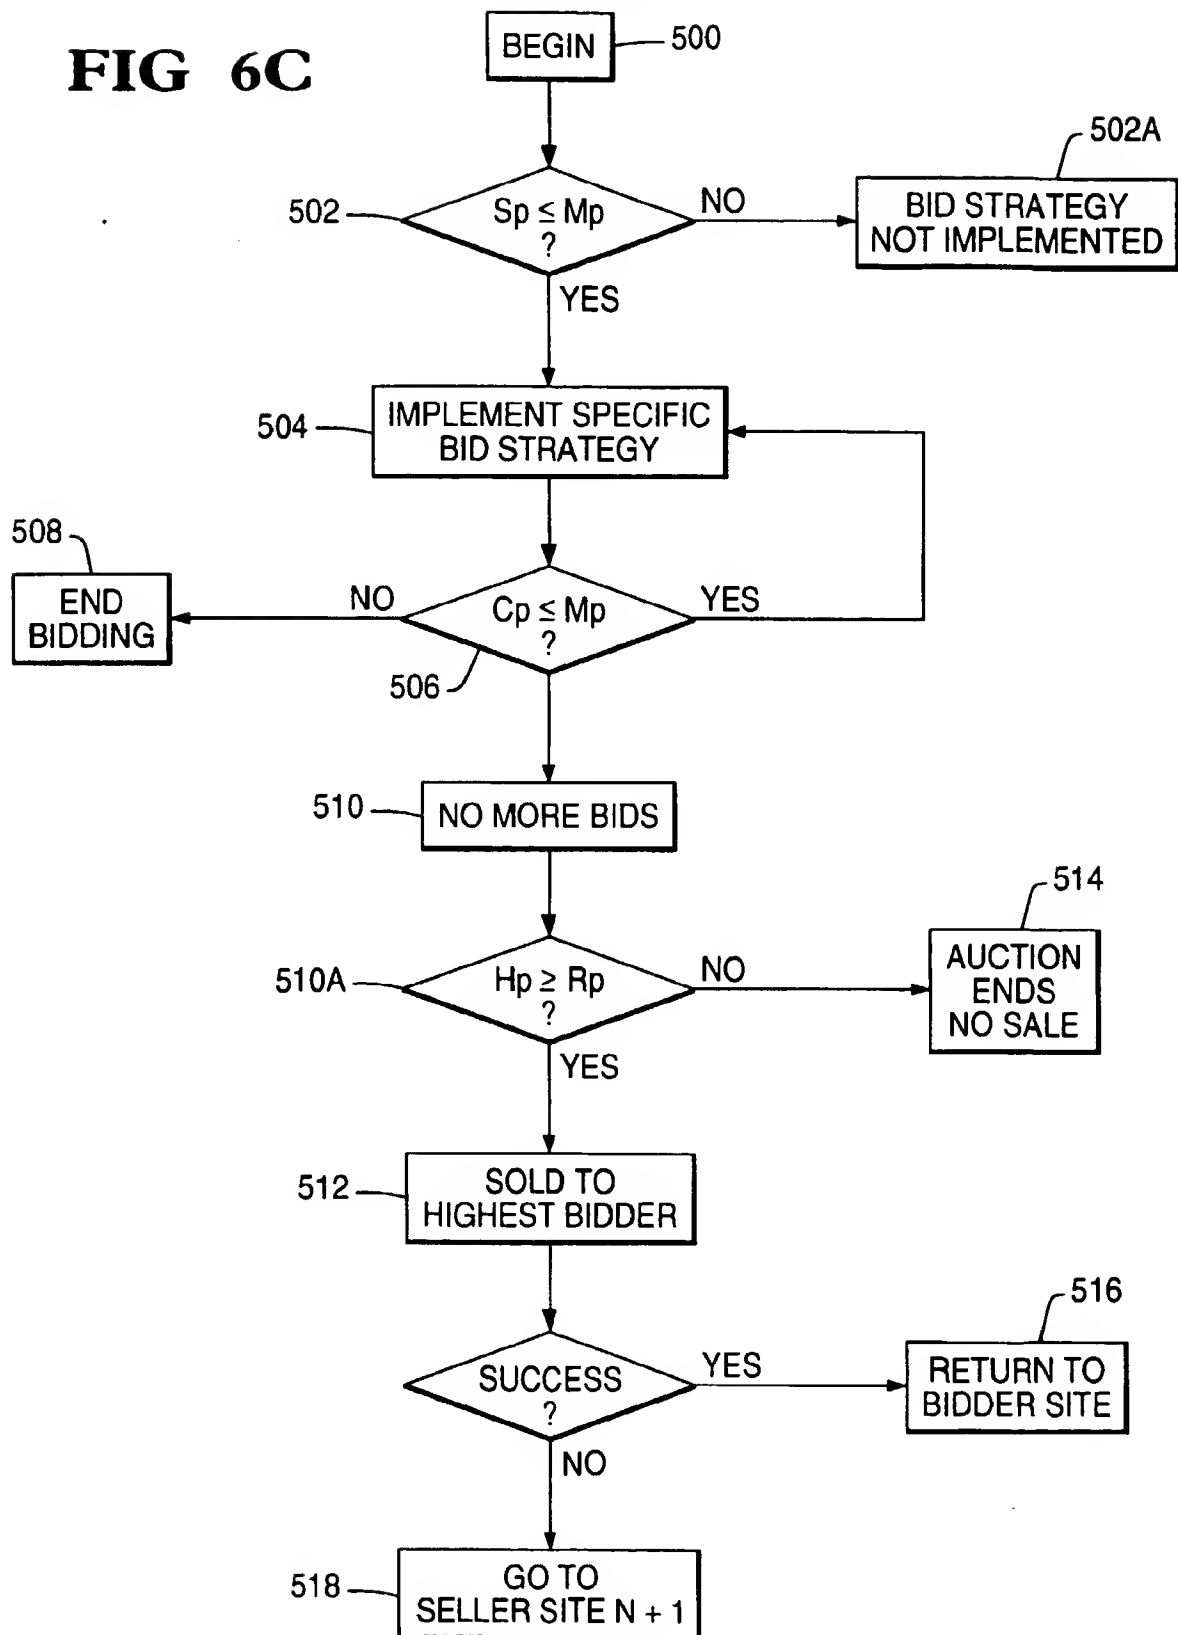 FIG 6C
BEGIN
500
502A
502
Sp ≤ Mp
?
NO
BID STRATEGY
NOT IMPLEMENTED
YES
504
IMPLEMENT SPECIFIC
BID STRATEGY
508
END
BIDDING
NO
Cp ≤ Mp
?
YES
506
510
NO MORE BIDS
514
510A
Hp ≥ Rp
?
NO
AUCTION
ENDS
NO SALE
YES
512
SOLD TO
HIGHEST BIDDER
516
SUCCESS
?
YES
RETURN TO
BIDDER SITE
NO
518
GO TO
SELLER SITE N + 1